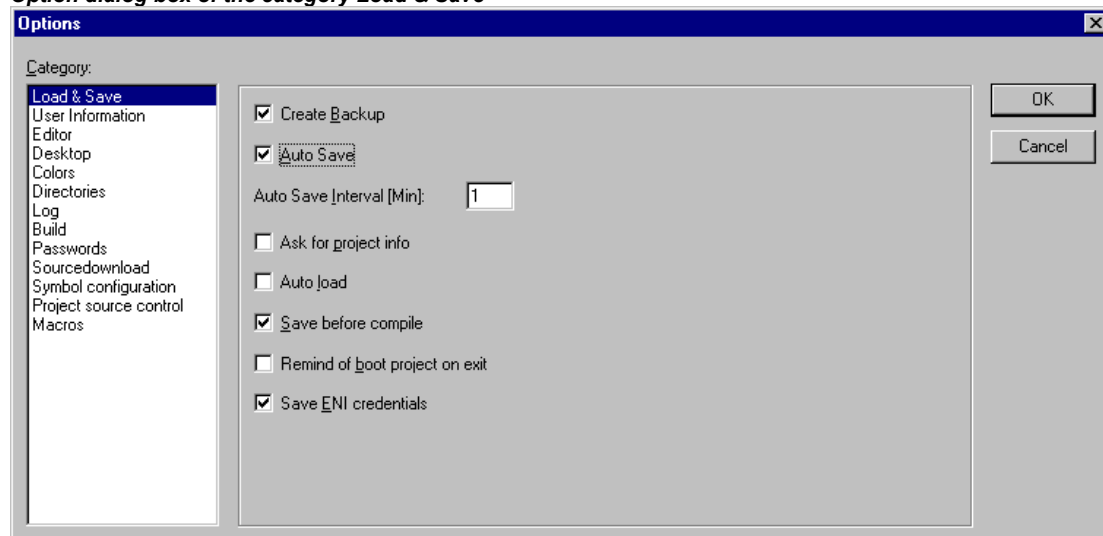 Option dialog box of the category Load & Save
Options
Category:
Load & Save
User Information
Editor
Desktop
Colors
Directories
Log
Build
Passwords
Sourcedownload
Symbol configuration
Project source control
Macros
Create Backup
Auto Save
Auto Save Interval [Min]: 1
Ask for project info
Auto load
Save before compile
Remind of boot project on exit
Save ENI credentials
OK
Cancel